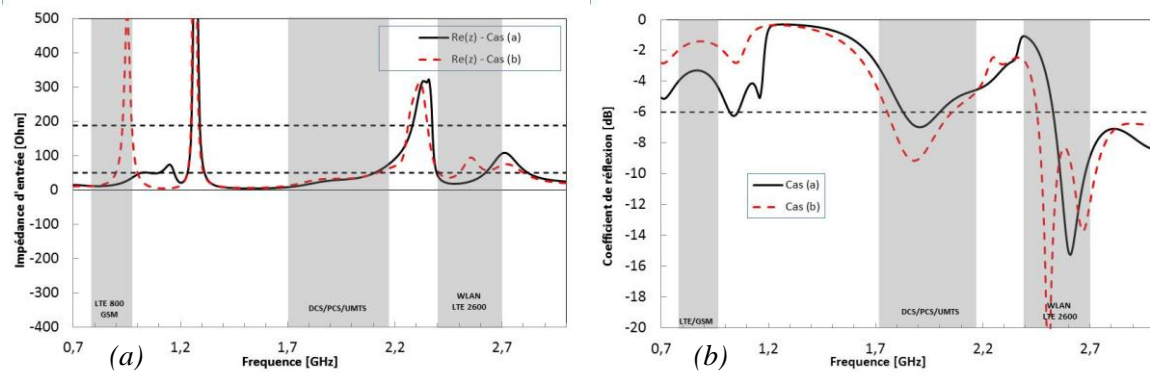 500
400
300
200
100
0
-100
-200
-300
-400
Impédance d'entrée [Ohm]
Re(z) - Cas (a)
Re(z) - Cas (b)
LTE 800
GSM
DCS/PCS/UMTS
WLAN
LTE 2600
0,7
1,2
1,7
2,2
2,7
(a)
Frequence [GHz]
0
-2
-4
-6
-8
-10
-12
-14
-16
-18
-20
Coefficient de réflexion [dB]
Cas (a)
Cas (b)
LTE/GSM
DCS/PCS/UMTS
WLAN
LTE 2600
0,7
1,2
1,7
2,2
2,7
(b)
Frequence [GHz]